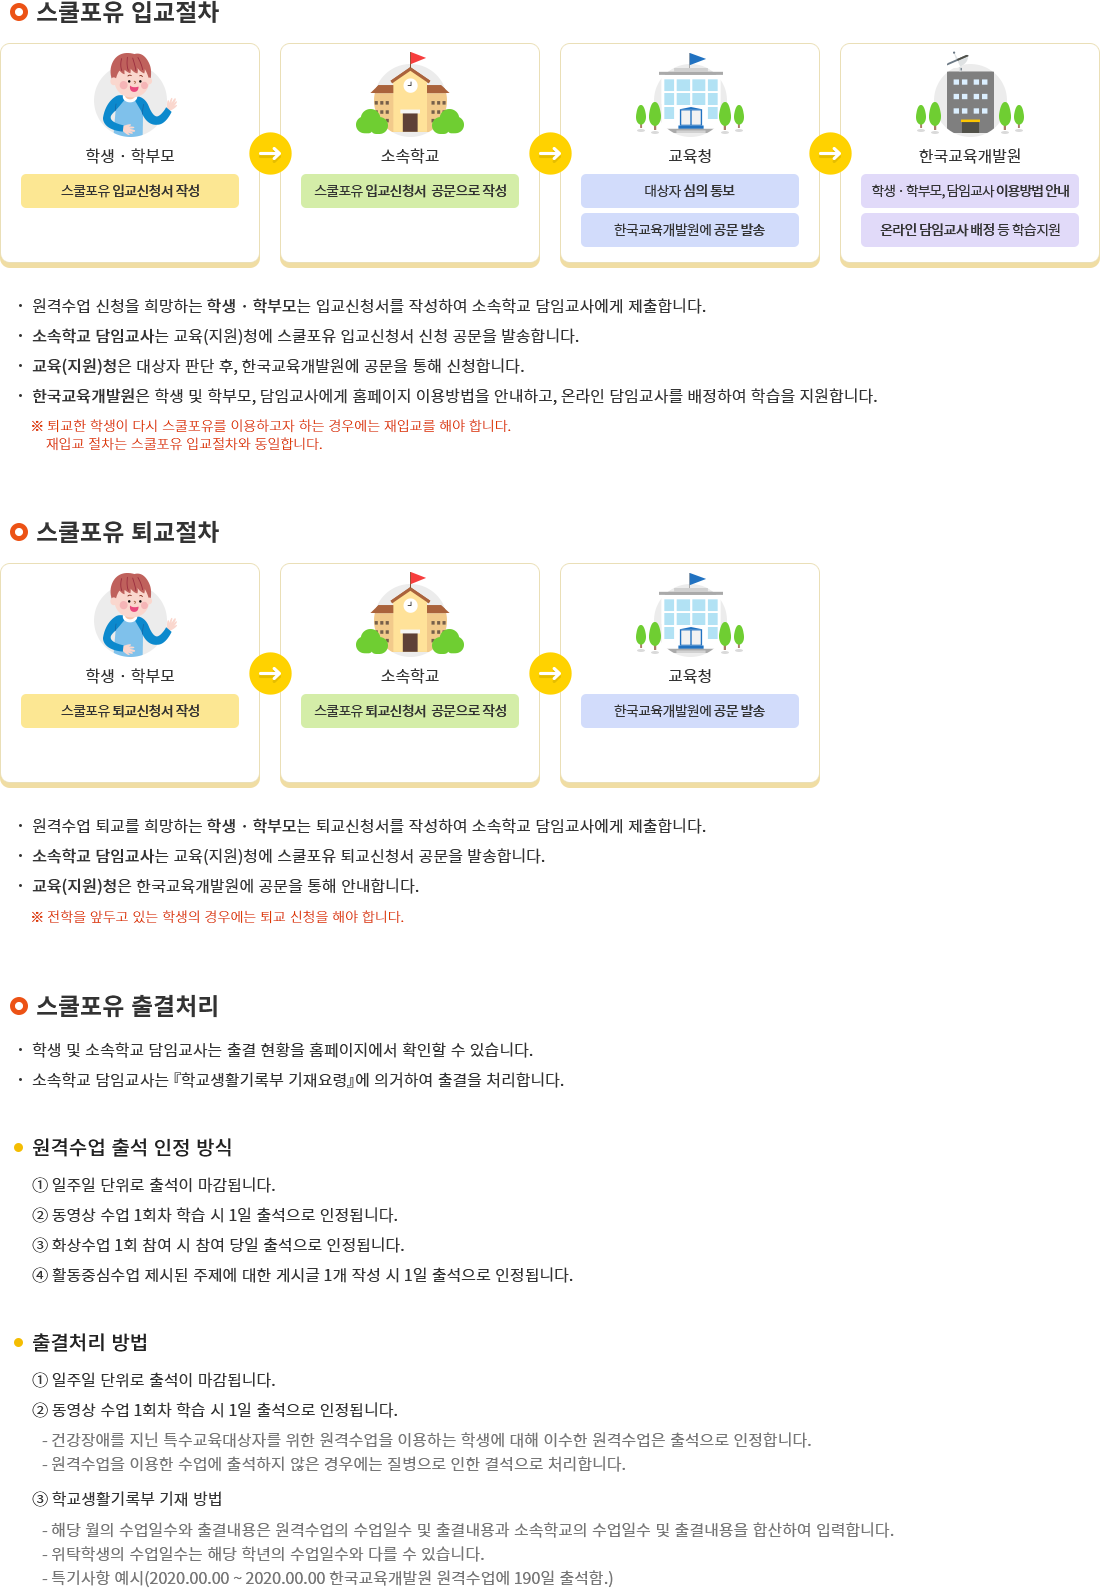 스쿨포유 입교절차
학생 · 학부모
스쿨포유 입교신청서 작성
소속학교
스쿨포유 입교신청서 공문으로 작성
교육청
대상자 심의 통보
한국교육개발원에 공문 발송
한국교육개발원
학생 · 학부모, 담임교사 이용방법 안내
온라인 담임교사 배정 등 학습지원
· 원격수업 신청을 희망하는 학생 · 학부모는 입교신청서를 작성하여 소속학교 담임교사에게 제출합니다.
· 소속학교 담임교사는 교육(지원)청에 스쿨포유 입교신청서 신청 공문을 발송합니다.
· 교육(지원)청은 대상자 판단 후, 한국교육개발원에 공문을 통해 신청합니다.
· 한국교육개발원은 학생 및 학부모, 담임교사에게 홈페이지 이용방법을 안내하고, 온라인 담임교사를 배정하여 학습을 지원합니다.
※ 퇴교한 학생이 다시 스쿨포유를 이용하고자 하는 경우에는 재입교를 해야 합니다.
재입교 절차는 스쿨포유 입교절차와 동일합니다.
스쿨포유 퇴교절차
학생 · 학부모
스쿨포유 퇴교신청서 작성
소속학교
스쿨포유 퇴교신청서 공문으로 작성
교육청
한국교육개발원에 공문 발송
· 원격수업 퇴교를 희망하는 학생 · 학부모는 퇴교신청서를 작성하여 소속학교 담임교사에게 제출합니다.
· 소속학교 담임교사는 교육(지원)청에 스쿨포유 퇴교신청서 공문을 발송합니다.
· 교육(지원)청은 한국교육개발원에 공문을 통해 안내합니다.
※ 전학을 앞두고 있는 학생의 경우에는 퇴교 신청을 해야 합니다.
스쿨포유 출결처리
· 학생 및 소속학교 담임교사는 출결 현황을 홈페이지에서 확인할 수 있습니다.
· 소속학교 담임교사는 『학교생활기록부 기재요령』에 의거하여 출결을 처리합니다.
원격수업 출석 인정 방식
① 일주일 단위로 출석이 마감됩니다.
② 동영상 수업 1회차 학습 시 1일 출석으로 인정됩니다.
③ 화상수업 1회 참여 시 참여 당일 출석으로 인정됩니다.
④ 활동중심수업 제시된 주제에 대한 게시글 1개 작성 시 1일 출석으로 인정됩니다.
출결처리 방법
① 일주일 단위로 출석이 마감됩니다.
② 동영상 수업 1회차 학습 시 1일 출석으로 인정됩니다.
- 건강장애를 지닌 특수교육대상자를 위한 원격수업을 이용하는 학생에 대해 이수한 원격수업은 출석으로 인정합니다.
- 원격수업을 이용한 수업에 출석하지 않은 경우에는 질병으로 인한 결석으로 처리합니다.
③ 학교생활기록부 기재 방법
- 해당 월의 수업일수와 출결내용은 원격수업의 수업일수 및 출결내용과 소속학교의 수업일수 및 출결내용을 합산하여 입력합니다.
- 위탁학생의 수업일수는 해당 학년의 수업일수와 다를 수 있습니다.
- 특기사항 예시(2020.00.00 ~ 2020.00.00 한국교육개발원 원격수업에 190일 출석함.)